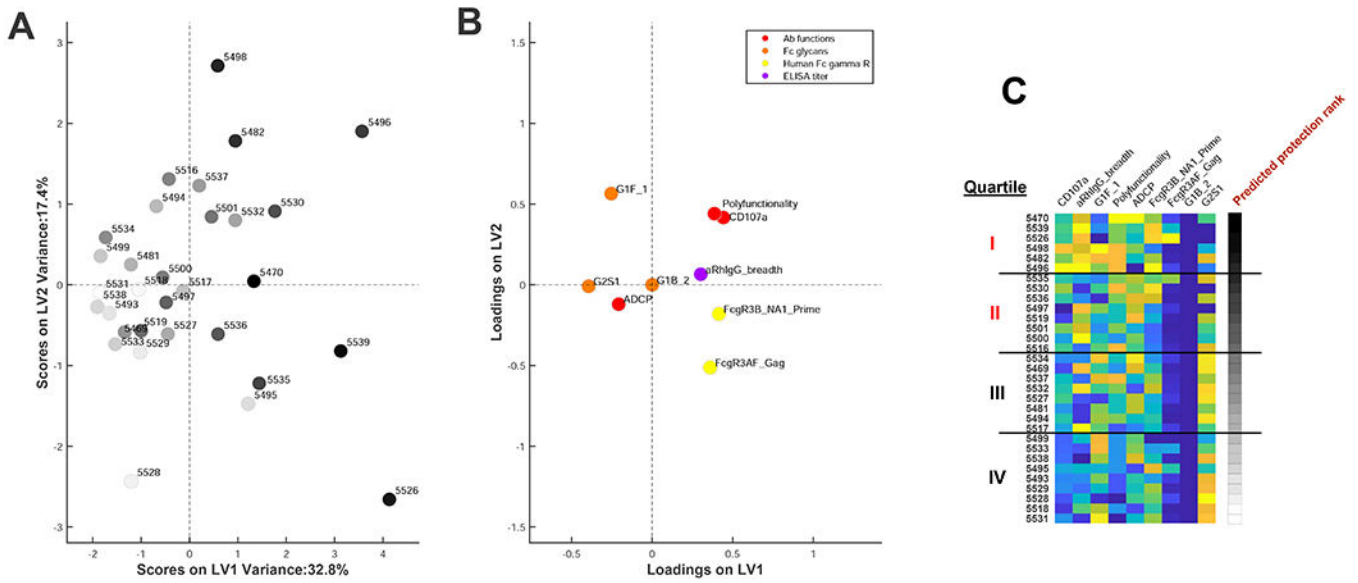 A
3
2
1
0
-1
-2
-3
-2
-1
0
1
2
3
4
Scores on LV2 Variance:17.4%
Scores on LV1 Variance:32.8%
5498
5496
5482
5516
5537
5494
5501
5532
5530
5534
5499
5481
5500
5470
5531
5518
5517
5538
5493
5497
5469
5519
5527
5536
5533
5529
5539
5535
5495
5528
5526
B
1.5
1
0.5
0
-0.5
-1
-1.5
-0.5
0
0.5
1
Loadings on LV2
Loadings on LV1
Ab functions
Fc glycans
Human Fc gamma R
ELISA titer
G1F_1
Polyfunctionality
CD107a
aRhIgG_breadth
G2S1
G1B_2
ADCP
FcgR3B_NA1_Prime
FcgR3AF_Gag
C
Quartile
CD107a
aRhIgG_breadth
G1F_1
Polyfunctionality
ADCP
FcgR3B_NA1_Prime
FcgR3AF_Gag
G1B_2
G2S1
Predicted protection rank
I
5470
5539
5526
5498
5482
5496
II
5535
5530
5536
5497
5519
5501
5500
5516
III
5534
5469
5537
5532
5527
5481
5494
5517
IV
5499
5533
5538
5495
5493
5529
5528
5518
5531